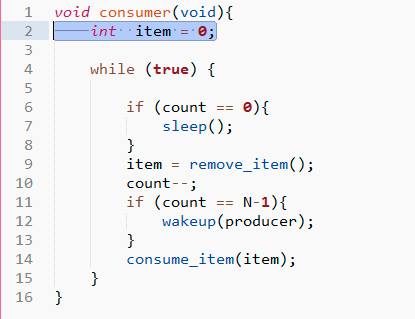 1 void consumer(void){
2     int item = 0;
3
4     while (true) {
5
6         if (count == 0){
7             sleep();
8         }
9         item = remove_item();
10         count--;
11         if (count == N-1){
12             wakeup(producer);
13         }
14         consume_item(item);
15     }
16 }